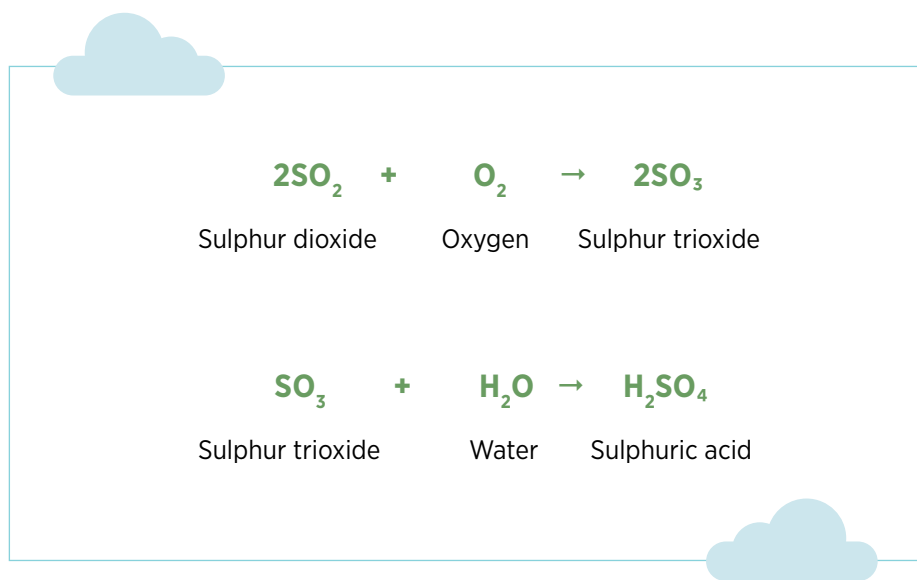 2SO₂ + O₂ → 2SO₃
Sulphur dioxide Oxygen Sulphur trioxide
SO₃ + H₂O → H₂SO₄
Sulphur trioxide Water Sulphuric acid